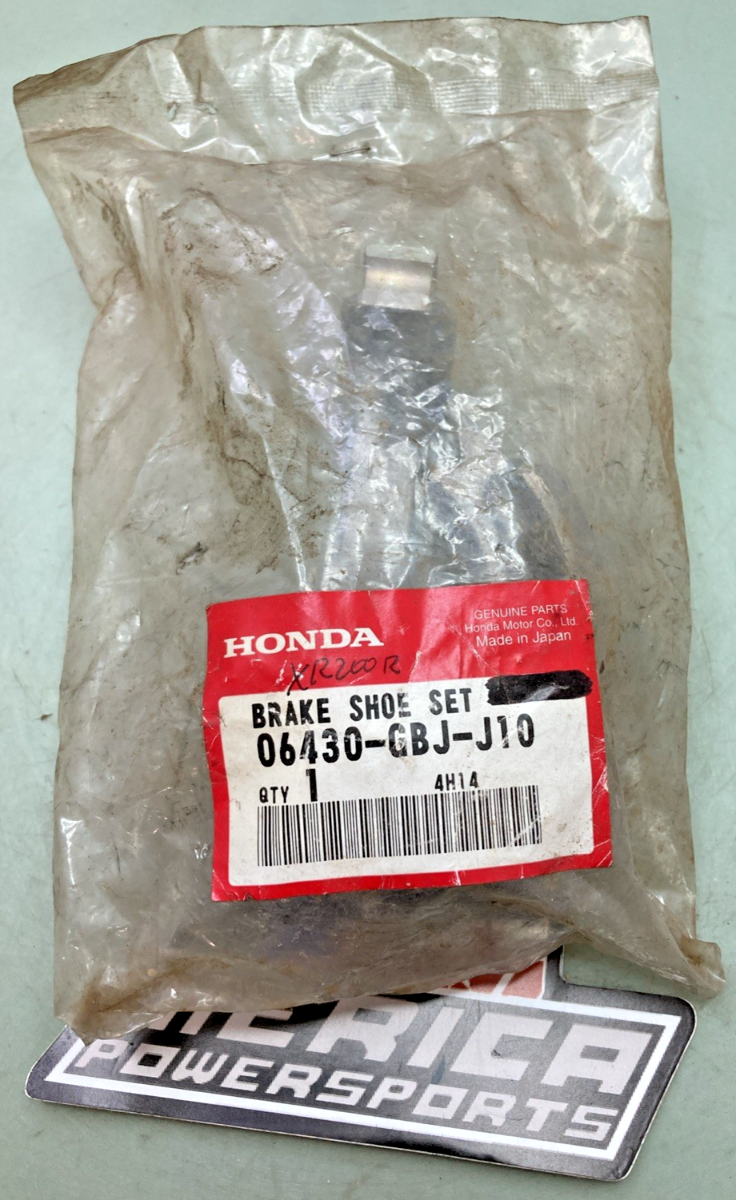 HONDA
GENUINE PARTS
Honda Motor Co., Ltd.
Made in Japan
XR200R
BRAKE SHOE SET
06430-GBJ-J10
QTY 1 4H14
MERICA
POWERSPORTS